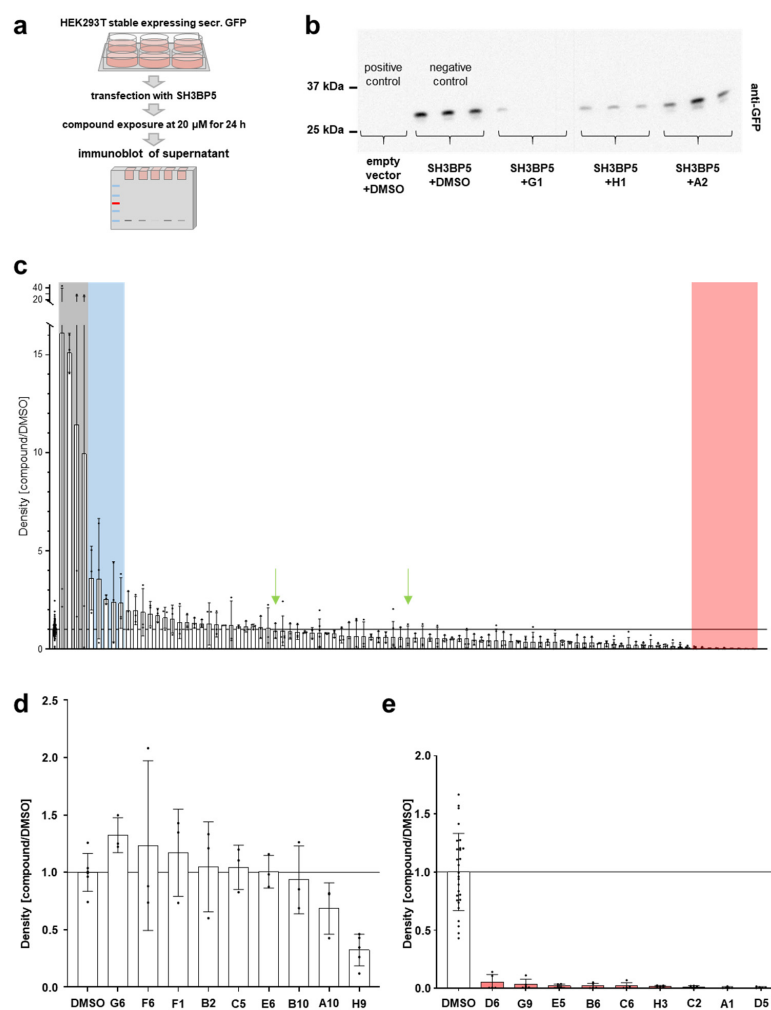 a
HEK293T stable expressing secr. GFP
transfection with SH3BP5
compound exposure at 20 µM for 24 h
immunoblot of supernatant
b
positive
control
negative
control
37 kDa
25 kDa
anti-GFP
empty
vector
+DMSO
SH3BP5
+DMSO
SH3BP5
+G1
SH3BP5
+H1
SH3BP5
+A2
c
Density [compound/DMSO]
40
20
15
10
5
0
d
Density [compound/DMSO]
2.5
2.0
1.5
1.0
0.5
0.0
DMSO G6 F6 F1 B2 C5 E6 B10 A10 H9
e
Density [compound/DMSO]
2.0
1.5
1.0
0.5
0.0
DMSO D6 G9 E5 B6 C6 H3 C2 A1 D5